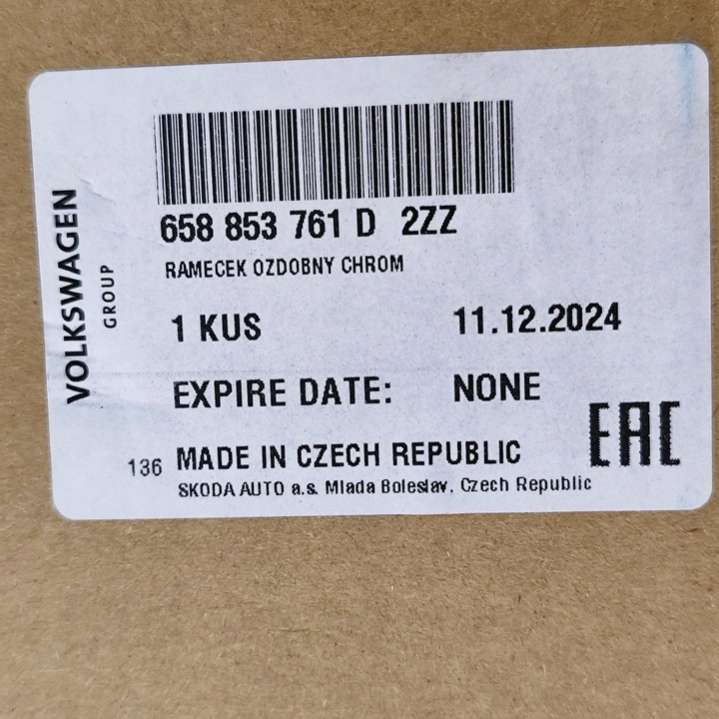 VOLKSWAGEN
GROUP
658 853 761 D 2ZZ
RAMECEK OZDOBNY CHROM
1 KUS 11.12.2024
EXPIRE DATE: NONE
EAC
136 MADE IN CZECH REPUBLIC
SKODA AUTO a.s. Mlada Boleslav, Czech Republic